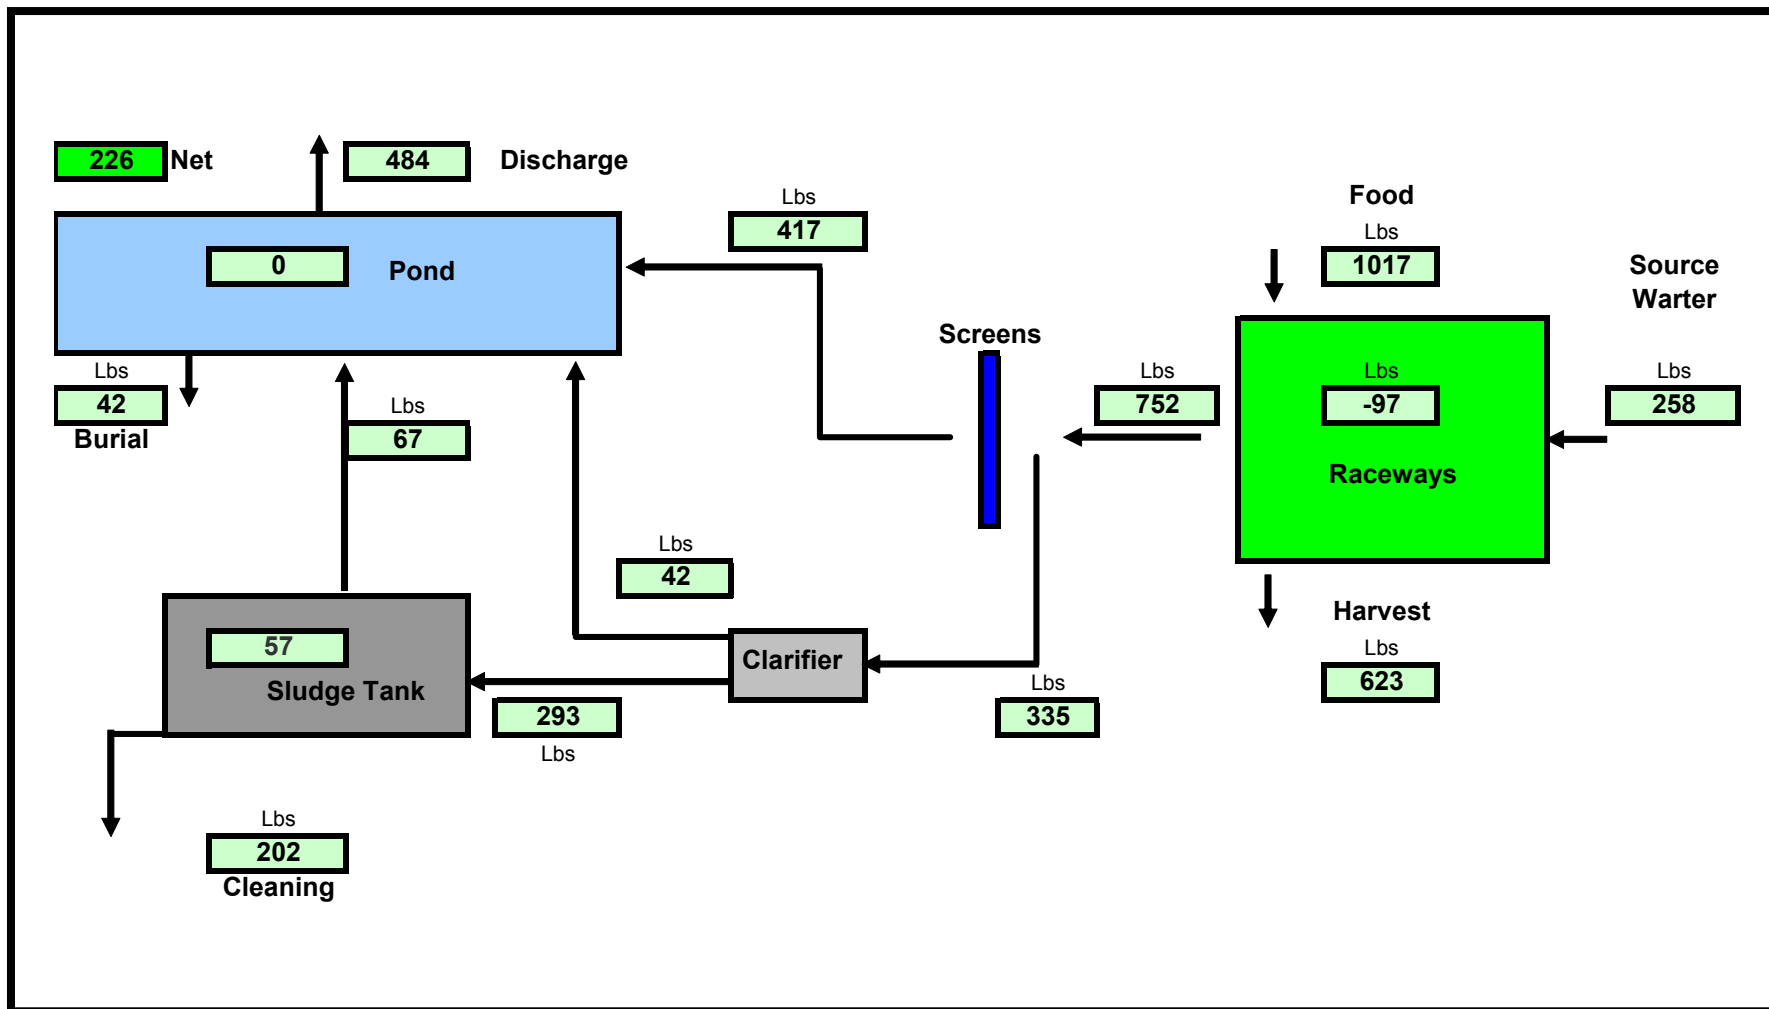 226 Net
484
Discharge
Lbs
417
Food
Lbs
1017
Source
Warter
0
Pond
Screens
Lbs
42
Burial
Lbs
67
Lbs
752
Lbs
-97
Raceways
Lbs
258
Lbs
42
Harvest
Lbs
623
57
Sludge Tank
Clarifier
293
Lbs
Lbs
335
Lbs
202
Cleaning